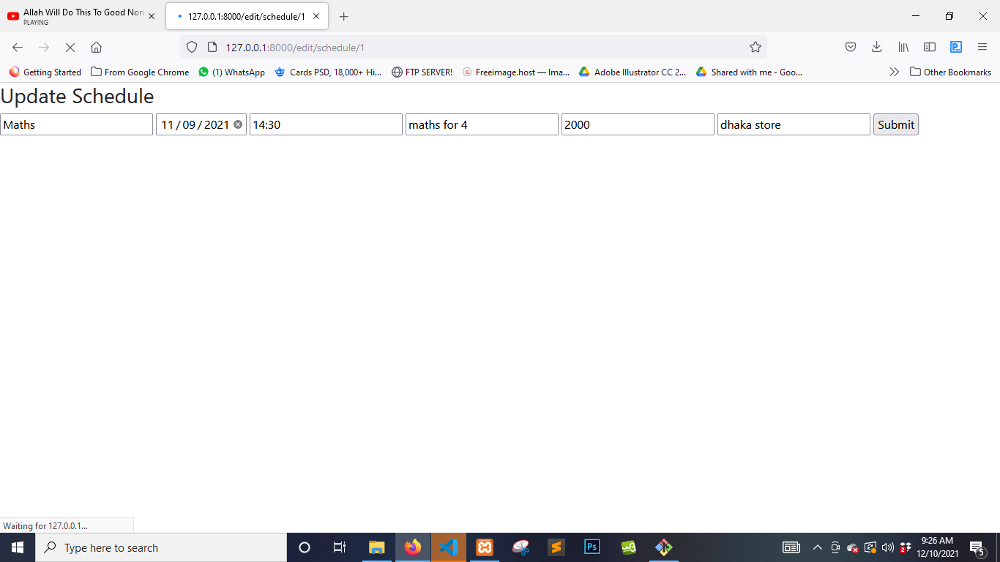 Allah Will Do This To Good Non-
PLAYING
127.0.0.1:8000/edit/schedule/1
127.0.0.1:8000/edit/schedule/1
Getting Started From Google Chrome (1) WhatsApp Cards PSD, 18,000+ Hi... FTP SERVER! Freeimage.host — Ima... Adobe Illustrator CC 2... Shared with me - Goo... Other Bookmarks
Update Schedule
Maths 11 / 09 / 2021 14:30 maths for 4 2000 dhaka store Submit
Waiting for 127.0.0.1...
Type here to search
Ps
2
9:26 AM
12/10/2021
5